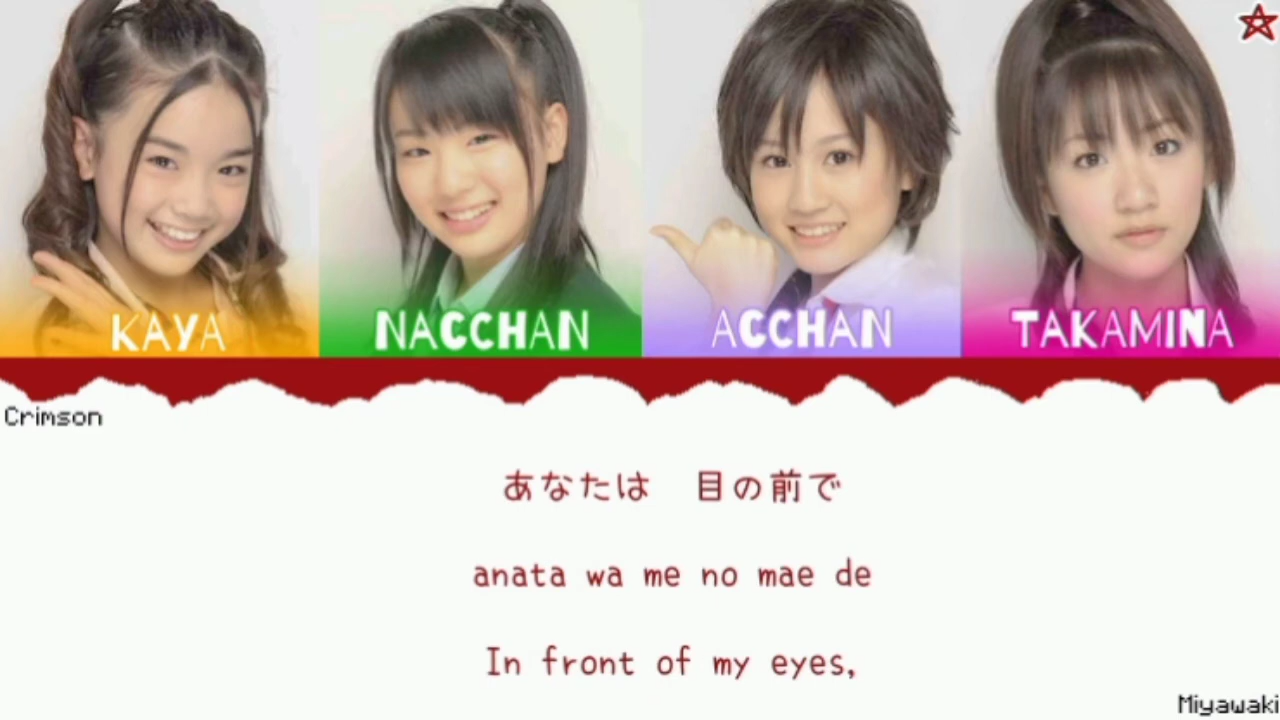 KAYA
NACCHAN
ACCHAN
TAKAMINA
Crimson
あなたは　目の前で
anata wa me no mae de
In front of my eyes,
Miyawaki